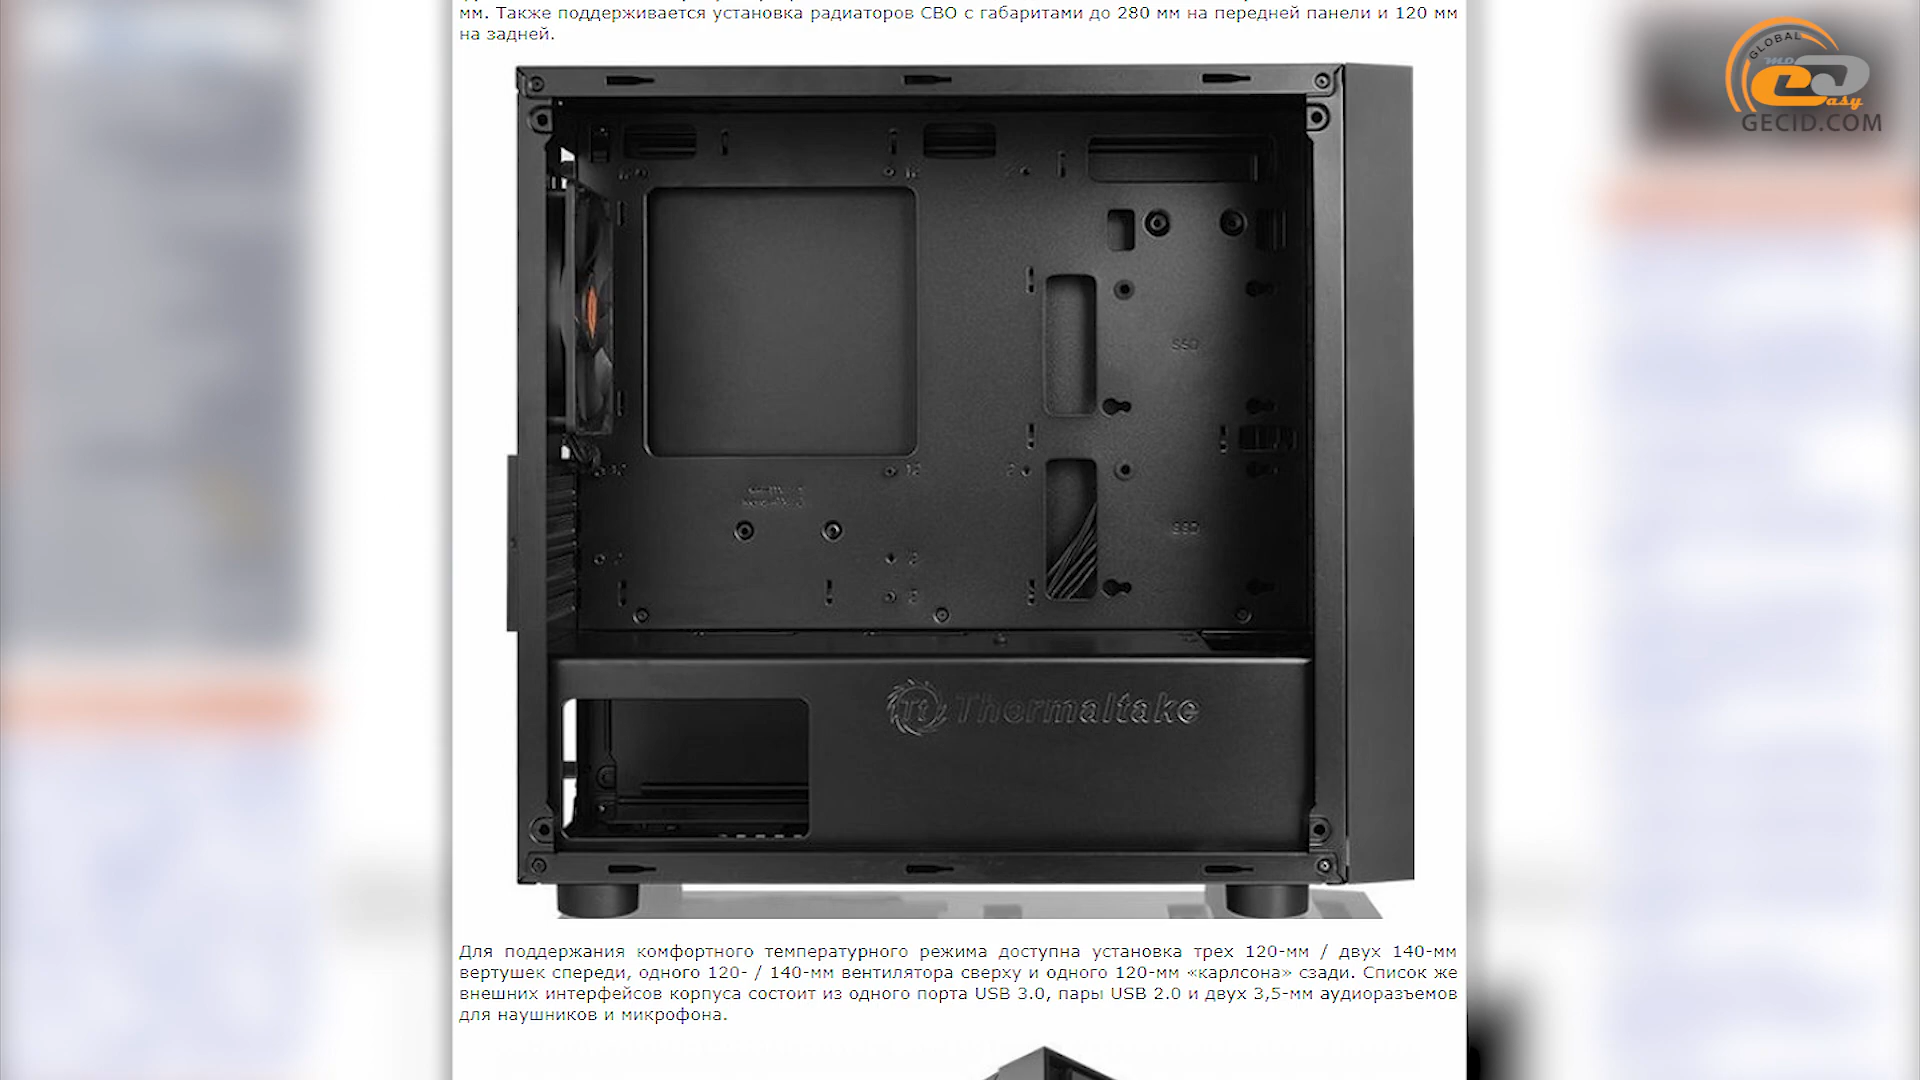 мм. Также поддерживается установка радиаторов СВО с габаритами до 280 мм на передней панели и 120 мм
на задней.
GLOBAL
GECID.COM
SSD
SSD
Thermaltake
Для поддержания комфортного температурного режима доступна установка трех 120-мм / двух 140-мм
вертушек спереди, одного 120- / 140-мм вентилятора сверху и одного 120-мм «карлсона» сзади. Список же
внешних интерфейсов корпуса состоит из одного порта USB 3.0, пары USB 2.0 и двух 3,5-мм аудиоразъемов
для наушников и микрофона.